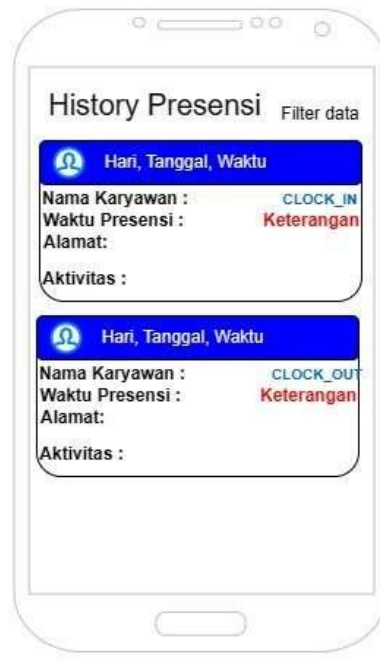 History Presensi Filter data
Hari, Tanggal, Waktu
Nama Karyawan : CLOCK_IN
Waktu Presensi : Keterangan
Alamat:
Aktivitas :
Hari, Tanggal, Waktu
Nama Karyawan : CLOCK_OUT
Waktu Presensi : Keterangan
Alamat:
Aktivitas :